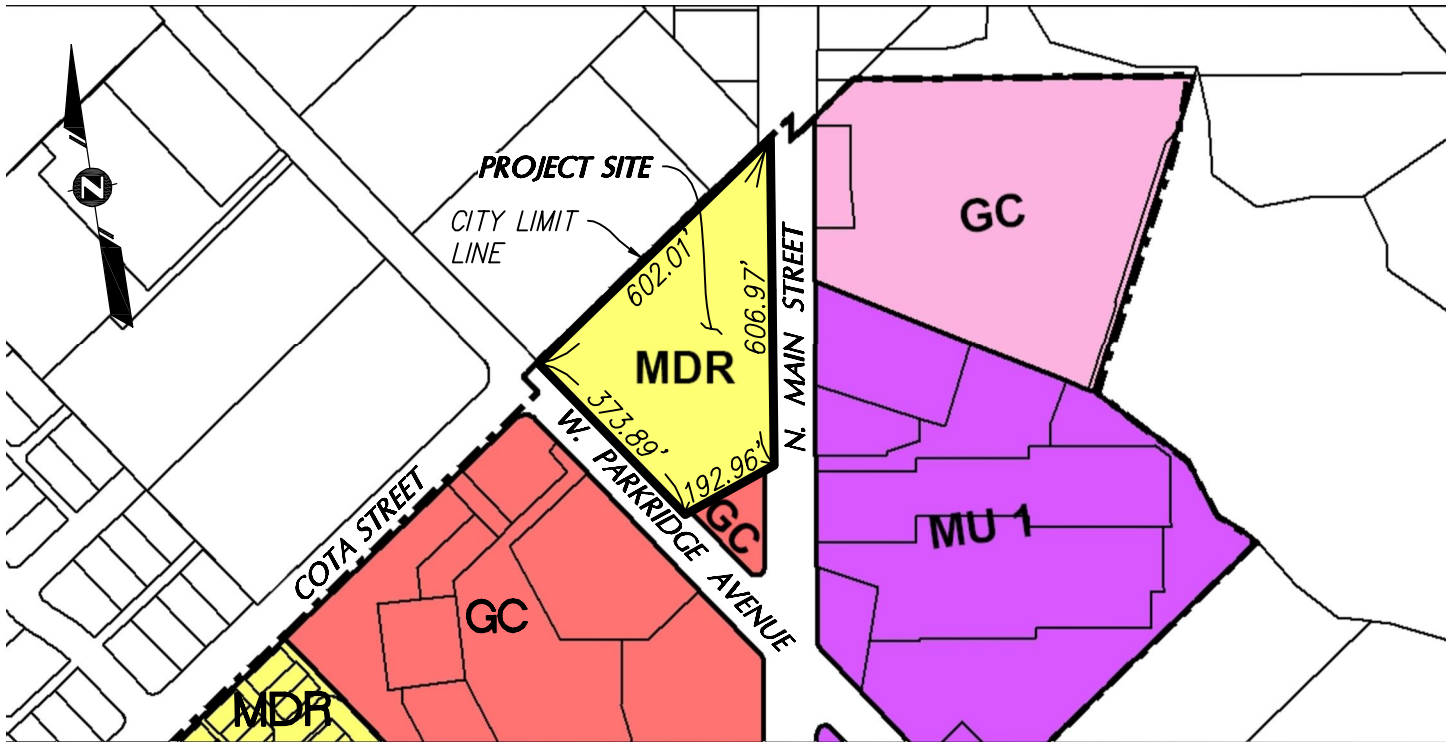 PROJECT SITE
CITY LIMIT
LINE
GC
602.01'
606.97'
N. MAIN STREET
MDR
373.89'
W. PARKRIDGE AVENUE
192.96'
GC
COTA STREET
MU 1
GC
MDR
N